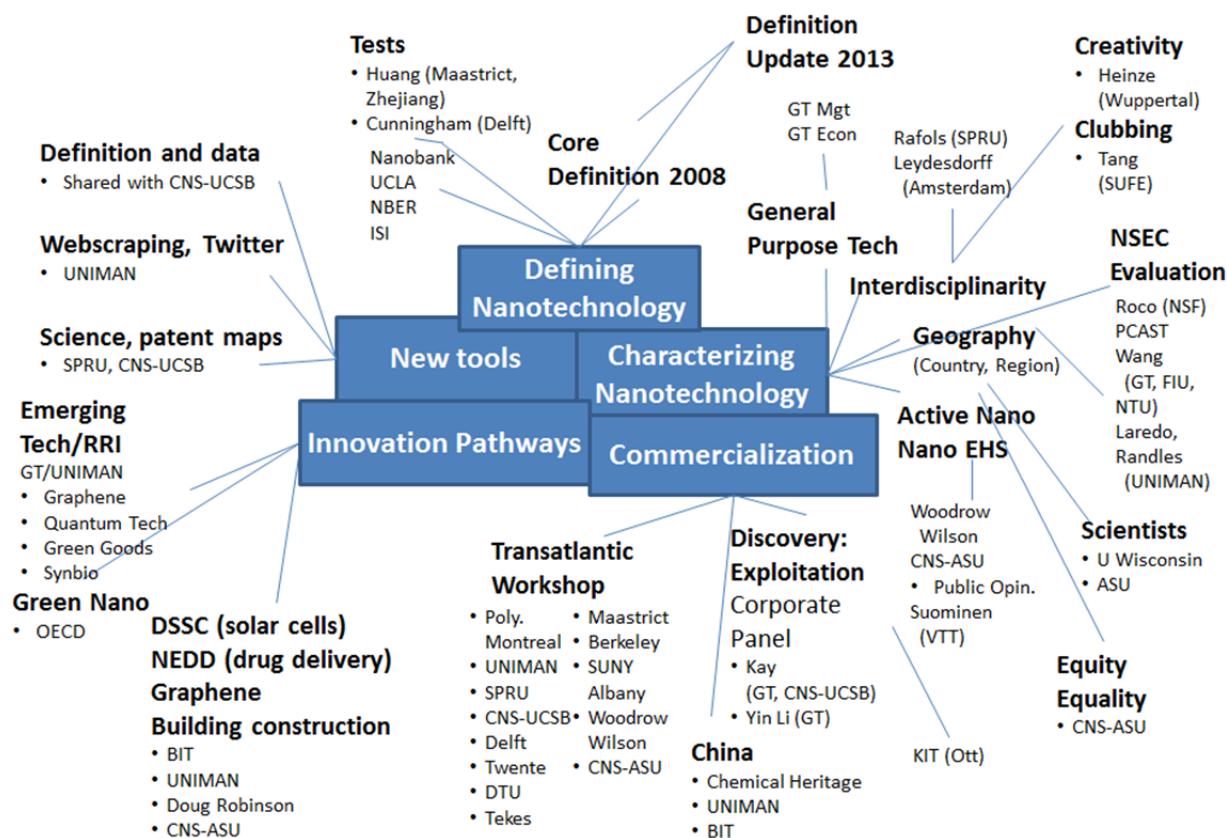 Tests
• Huang (Maastrict,
Zhejiang)
• Cunningham (Delft)
Nanobank
UCLA
NBER
ISI
Definition
Update 2013
Core
Definition 2008
GT Mgt
GT Econ
General
Purpose Tech
Creativity
• Heinze
(Wuppertal)
Clubbing
• Tang
(SUFE)
Rafols (SPRU)
Leydesdorff
(Amsterdam)
Interdisciplinarity
NSEC
Evaluation
Roco (NSF)
PCAST
Wang
(GT, FIU,
NTU)
Laredo,
Randles
(UNIMAN)
Definition and data
• Shared with CNS-UCSB
Webscraping, Twitter
• UNIMAN
Science, patent maps
• SPRU, CNS-UCSB
Defining
Nanotechnology
New tools
Characterizing
Nanotechnology
Innovation Pathways
Commercialization
Geography
(Country, Region)
Active Nano
Nano EHS
Woodrow
Wilson
CNS-ASU
• Public Opin.
Suominen
(VTT)
Scientists
• U Wisconsin
• ASU
Equity
Equality
• CNS-ASU
Emerging
Tech/RRI
GT/UNIMAN
• Graphene
• Quantum Tech
• Green Goods
• Synbio
Green Nano
• OECD
DSSC (solar cells)
NEDD (drug delivery)
Graphene
Building construction
• BIT
• UNIMAN
• Doug Robinson
• CNS-ASU
Transatlantic
Workshop
• Poly.
Montreal
• UNIMAN
• SPRU
• CNS-UCSB
• Delft
• Twente
• DTU
• Tekes
• Maastrict
• Berkeley
• SUNY
Albany
• Woodrow
Wilson
• CNS-ASU
Discovery:
Exploitation
Corporate
Panel
• Kay
(GT, CNS-UCSB)
• Yin Li (GT)
China
• Chemical Heritage
• UNIMAN
• BIT
KIT (Ott)